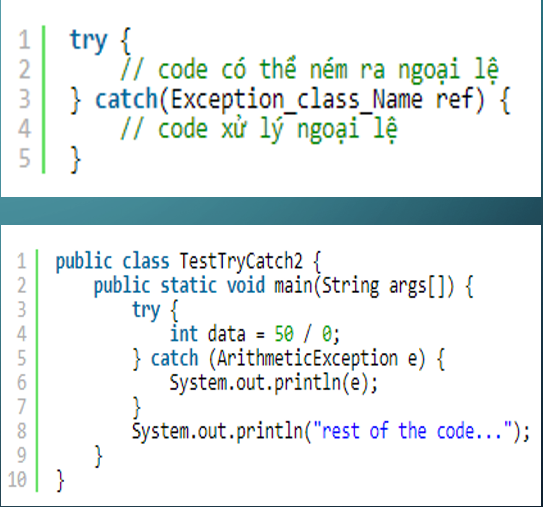 1 try {
2 // code có thể ném ra ngoại lệ
3 } catch(Exception_class_Name ref) {
4 // code xử lý ngoại lệ
5 }
1 public class TestTryCatch2 {
2 public static void main(String args[]) {
3 try {
4 int data = 50 / 0;
5 } catch (ArithmeticException e) {
6 System.out.println(e);
7 }
8 System.out.println("rest of the code...");
9 }
10 }